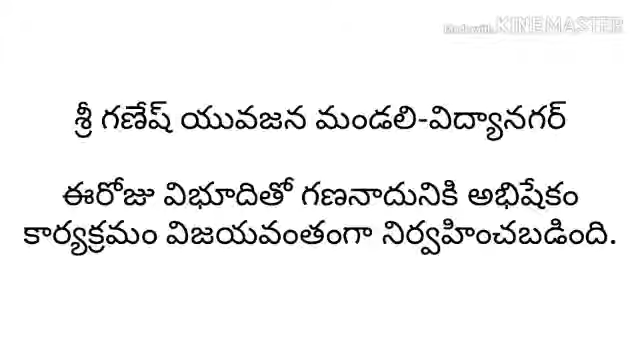 Made with KINEMASTER
శ్రీ గణేష్ యువజన మండలి-విద్యానగర్
ఈరోజు విభూదితో గణనాదునికి అభిషేకం
కార్యక్రమం విజయవంతంగా నిర్వహించబడింది.